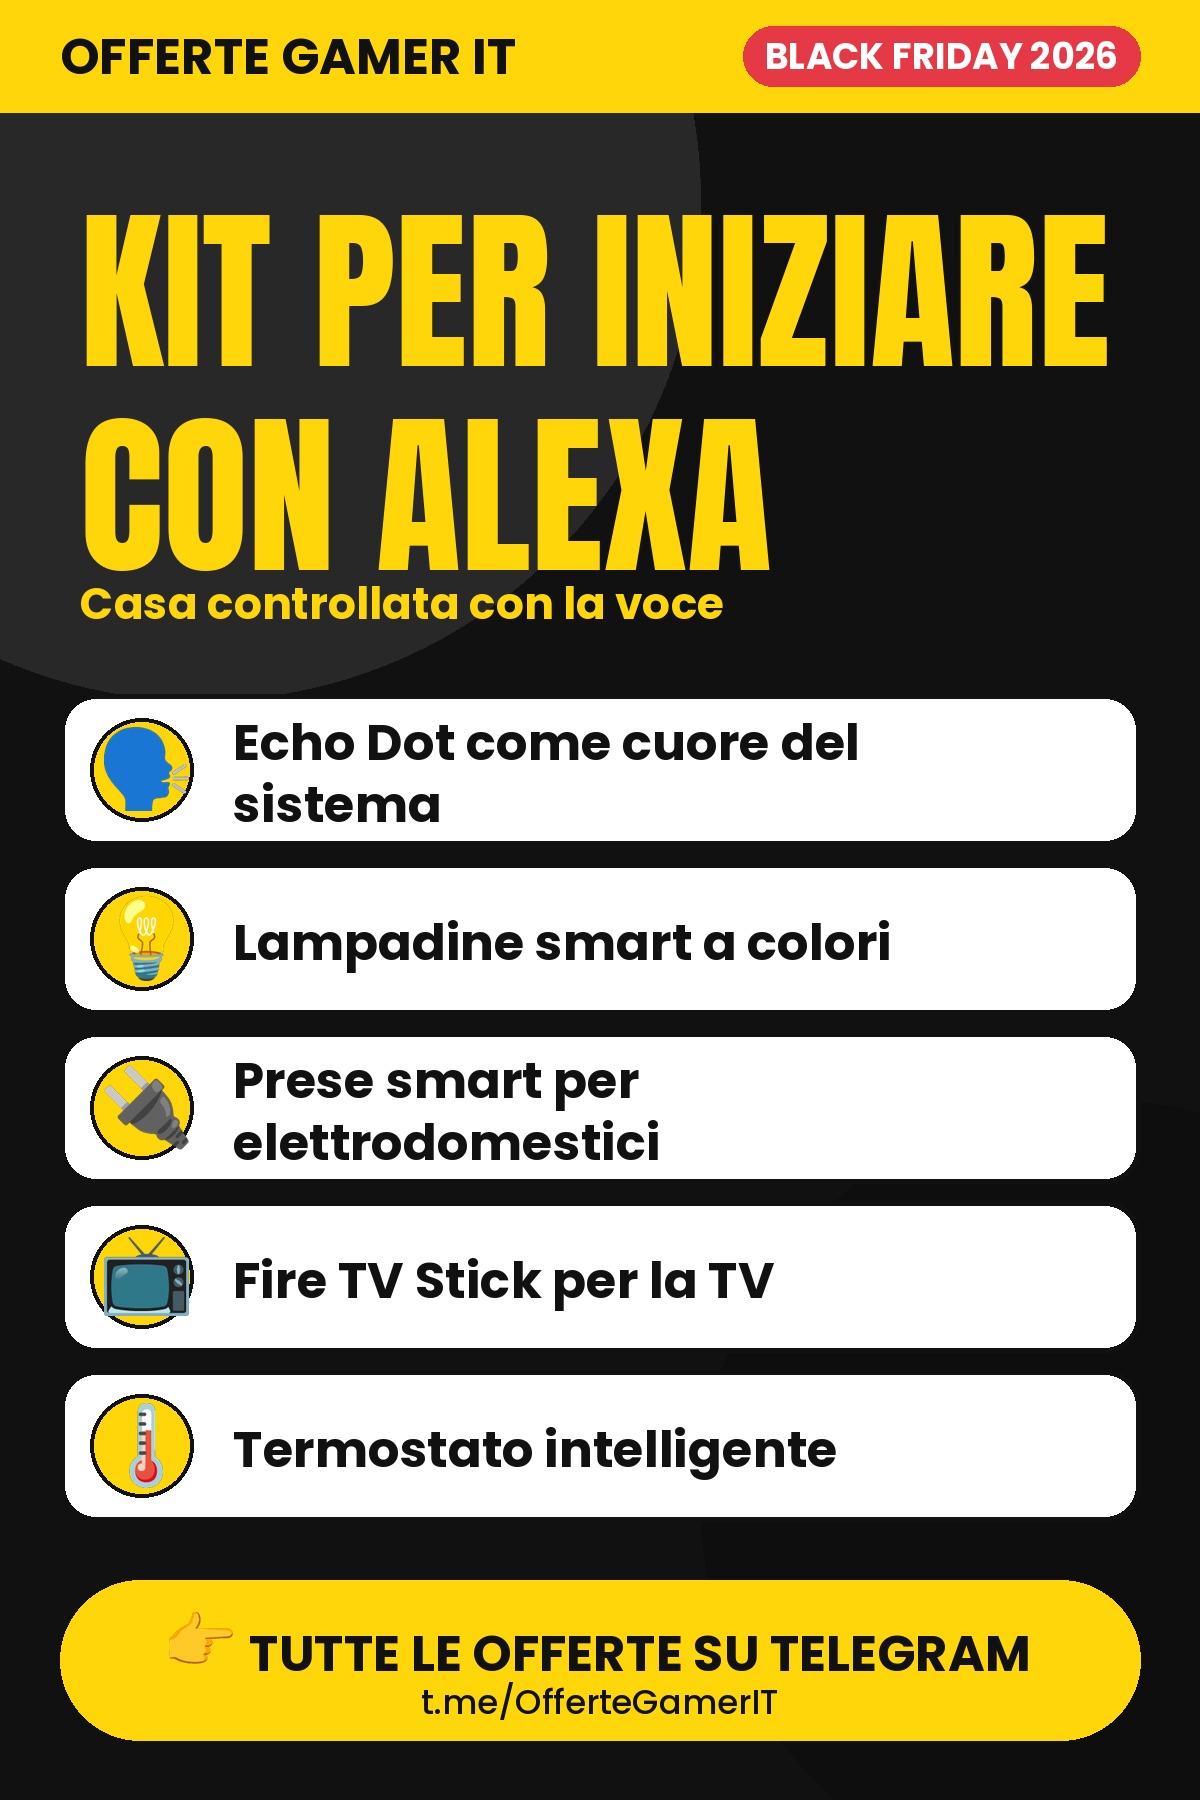 OFFERTE GAMER IT
BLACK FRIDAY 2026
KIT PER INIZIARE
CON ALEXA
Casa controllata con la voce
Echo Dot come cuore del
sistema
Lampadine smart a colori
Prese smart per
elettrodomestici
Fire TV Stick per la TV
Termostato intelligente
👉 TUTTE LE OFFERTE SU TELEGRAM
t.me/OfferteGamerIT